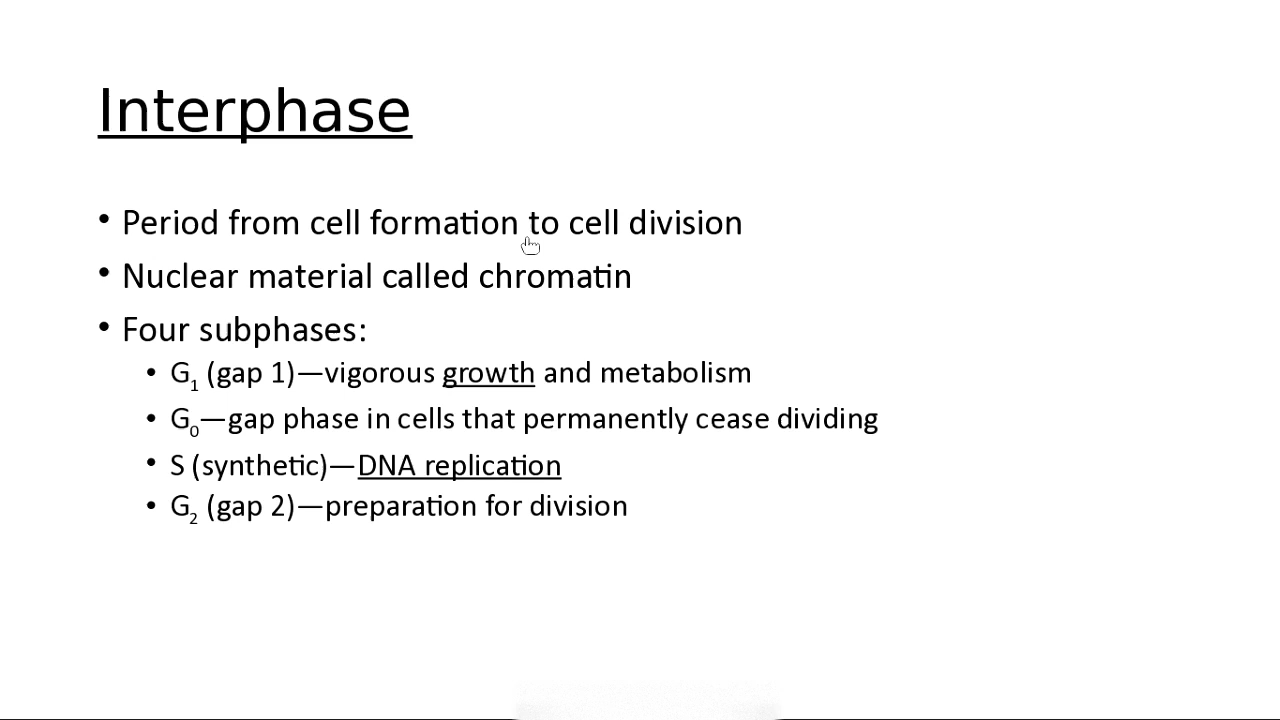 Interphase
• Period from cell formation to cell division
• Nuclear material called chromatin
• Four subphases:
• G₁ (gap 1)—vigorous growth and metabolism
• G₀—gap phase in cells that permanently cease dividing
• S (synthetic)—DNA replication
• G₂ (gap 2)—preparation for division